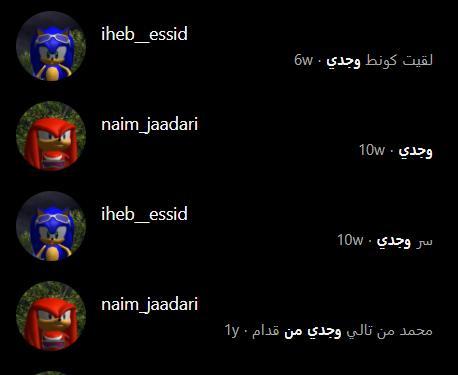 iheb__essid
لقيت كونط وجدي · 6w
naim_jaadari
وجدي · 10w
iheb__essid
سر وجدي · 10w
naim_jaadari
محمد من تالي وجدي من قدام · 1y